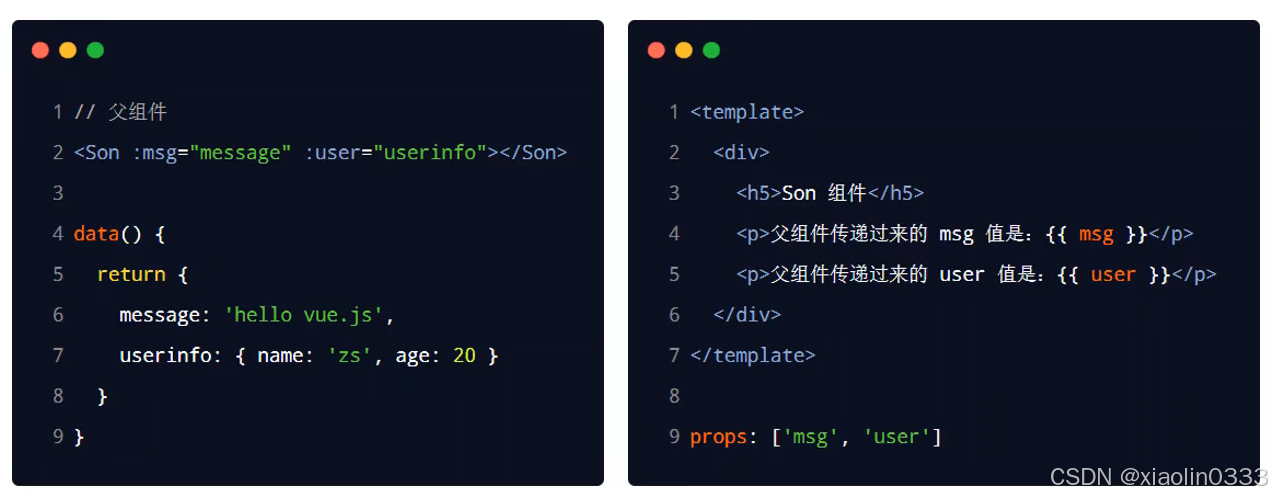 1 // 父组件
2 <Son :msg="message" :user="userinfo"></Son>
3
4 data() {
5   return {
6     message: 'hello vue.js',
7     userinfo: { name: 'zs', age: 20 }
8   }
9 }
1 <template>
2   <div>
3     <h5>Son 组件</h5>
4     <p>父组件传递过来的 msg 值是：{{ msg }}</p>
5     <p>父组件传递过来的 user 值是：{{ user }}</p>
6   </div>
7 </template>
8
9 props: ['msg', 'user']
CSDN @xiaolin0333